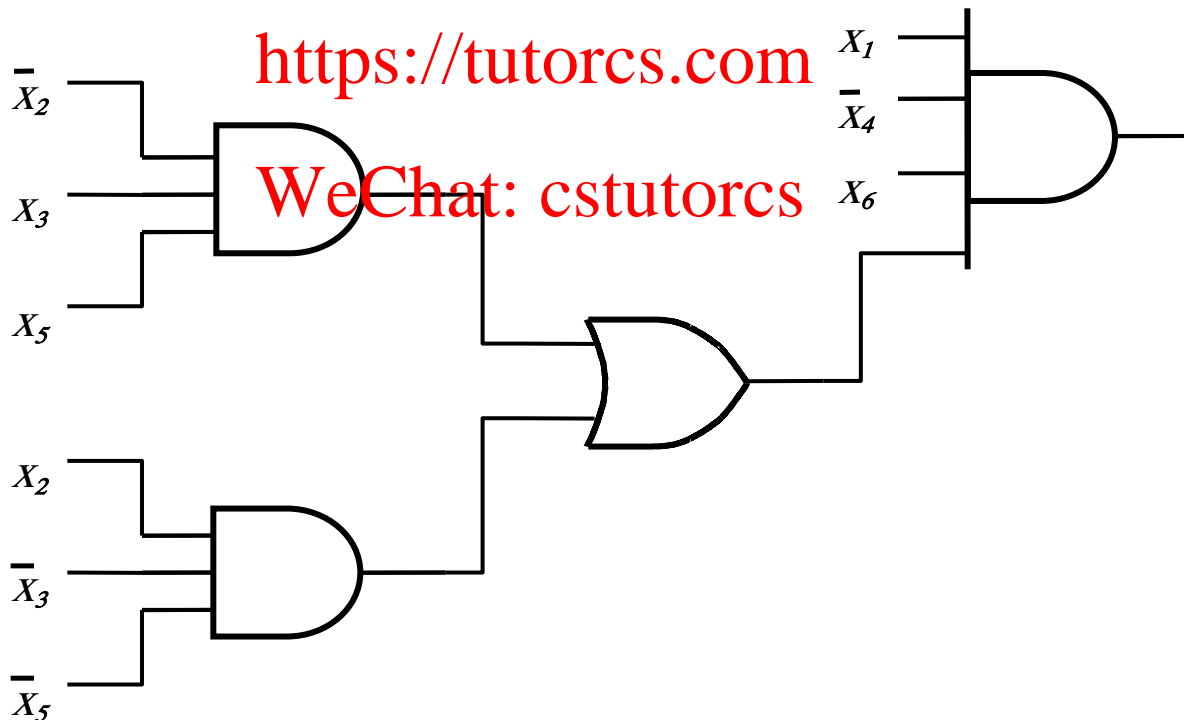 https://tutorcs.com
WeChat: cstutorcs
X̄₂
X₃
X₅
X₂
X̄₃
X̄₅
X₁
X̄₄
X₆